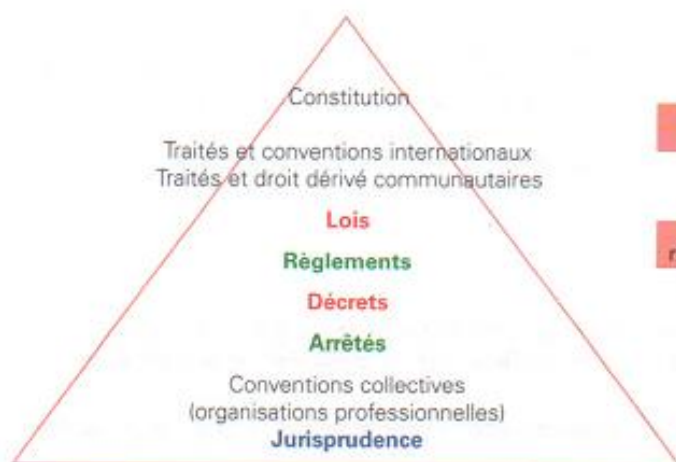 Constitution
Traités et conventions internationaux
Traités et droit dérivé communautaires
Lois
Règlements
Décrets
Arrêtés
Conventions collectives
(organisations professionnelles)
Jurisprudence